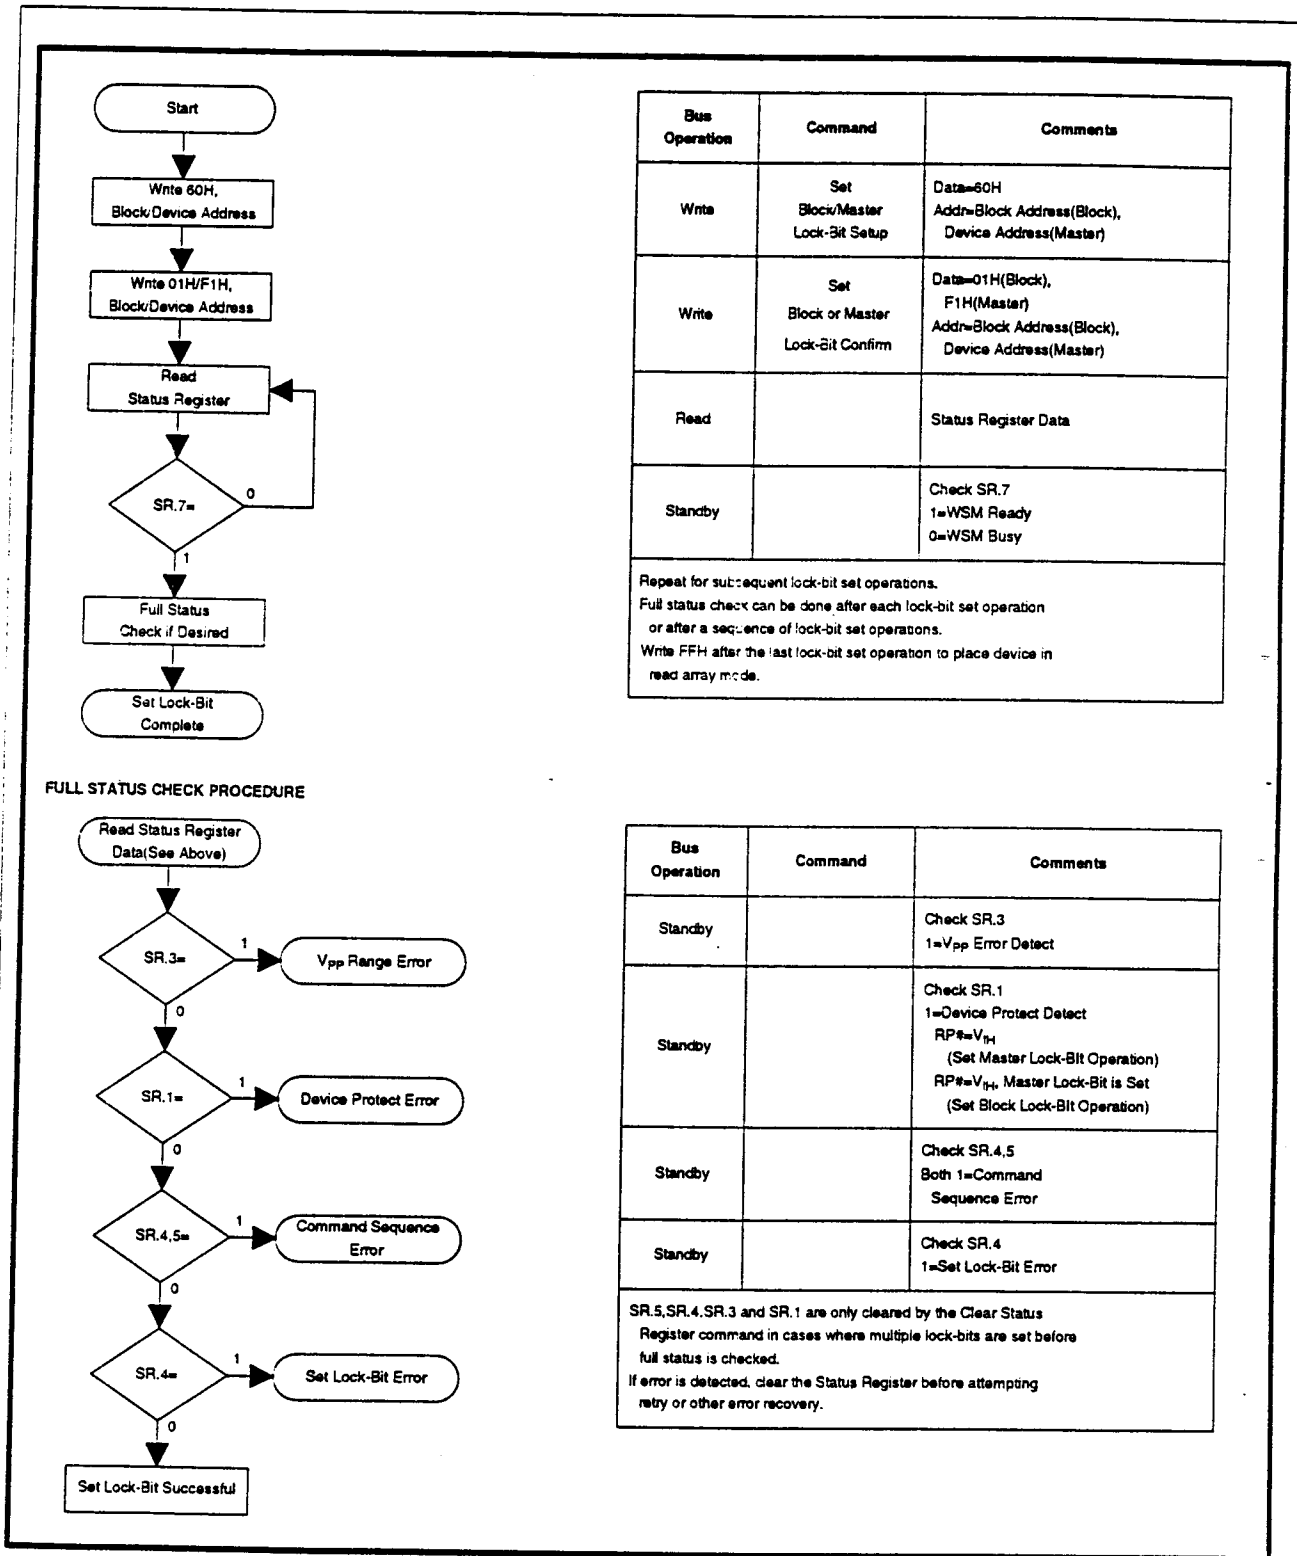 Start
Write 60H,
Block/Device Address
Write 01H/F1H,
Block/Device Address
Read
Status Register
SR.7=
0
1
Full Status
Check if Desired
Set Lock-Bit
Complete
Bus
Operation
Command
Comments
Write
Set
Block/Master
Lock-Bit Setup
Data=60H
Addr=Block Address(Block),
Device Address(Master)
Write
Set
Block or Master
Lock-Bit Confirm
Data=01H(Block),
F1H(Master)
Addr=Block Address(Block),
Device Address(Master)
Read
Status Register Data
Standby
Check SR.7
1=WSM Ready
0=WSM Busy
Repeat for subsequent lock-bit set operations.
Full status check can be done after each lock-bit set operation
or after a sequence of lock-bit set operations.
Write FFH after the last lock-bit set operation to place device in
read array mode.
FULL STATUS CHECK PROCEDURE
Read Status Register
Data(See Above)
SR.3=
1
VPP Range Error
0
SR.1=
1
Device Protect Error
0
SR.4,5=
1
Command Sequence
Error
0
SR.4=
1
Set Lock-Bit Error
0
Set Lock-Bit Successful
Bus
Operation
Command
Comments
Standby
Check SR.3
1=VPP Error Detect
Standby
Check SR.1
1=Device Protect Detect
RP#=VIH
(Set Master Lock-Bit Operation)
RP#=VIH, Master Lock-Bit is Set
(Set Block Lock-Bit Operation)
Standby
Check SR.4,5
Both 1=Command
Sequence Error
Standby
Check SR.4
1=Set Lock-Bit Error
SR.5,SR.4.SR.3 and SR.1 are only cleared by the Clear Status
Register command in cases where multiple lock-bits are set before
full status is checked.
If error is detected, clear the Status Register before attempting
retry or other error recovery.